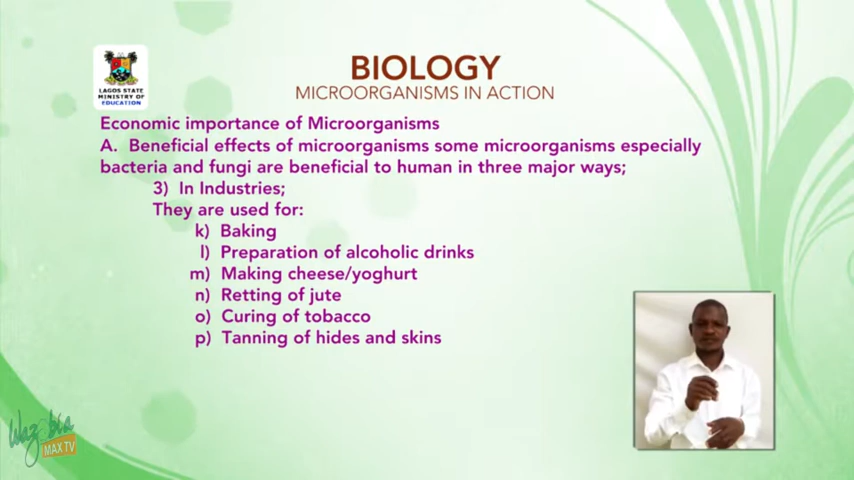 LAGOS STATE
MINISTRY OF
EDUCATION
BIOLOGY
MICROORGANISMS IN ACTION
Economic importance of Microorganisms
A. Beneficial effects of microorganisms some microorganisms especially
bacteria and fungi are beneficial to human in three major ways;
3) In Industries;
They are used for:
k) Baking
l) Preparation of alcoholic drinks
m) Making cheese/yoghurt
n) Retting of jute
o) Curing of tobacco
p) Tanning of hides and skins
Wazobia
MAX TV